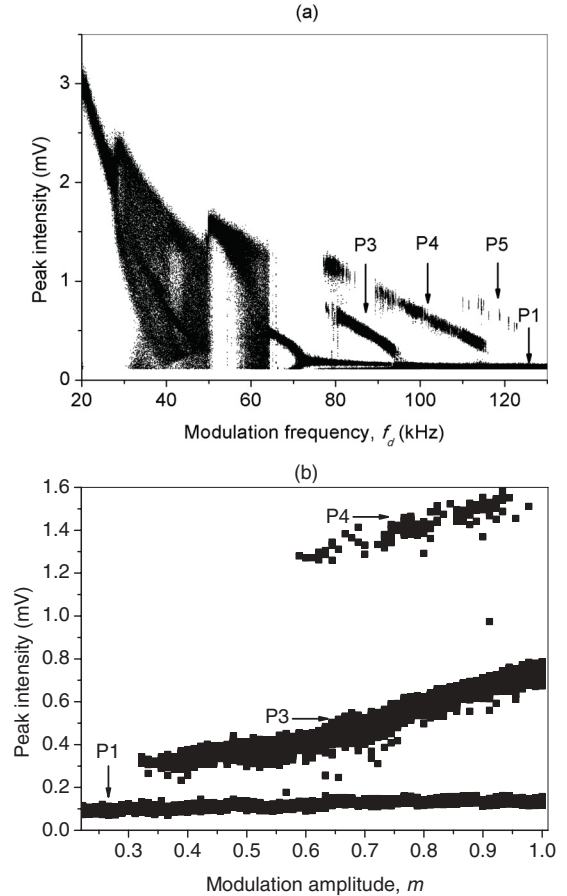 (a)
3
2
1
0
Peak intensity (mV)
P3
P4
P5
P1
20
40
60
80
100
120
Modulation frequency, f_d (kHz)
(b)
1.6
1.4
1.2
1.0
0.8
0.6
0.4
0.2
0.0
Peak intensity (mV)
P4
P3
P1
0.3
0.4
0.5
0.6
0.7
0.8
0.9
1.0
Modulation amplitude, m